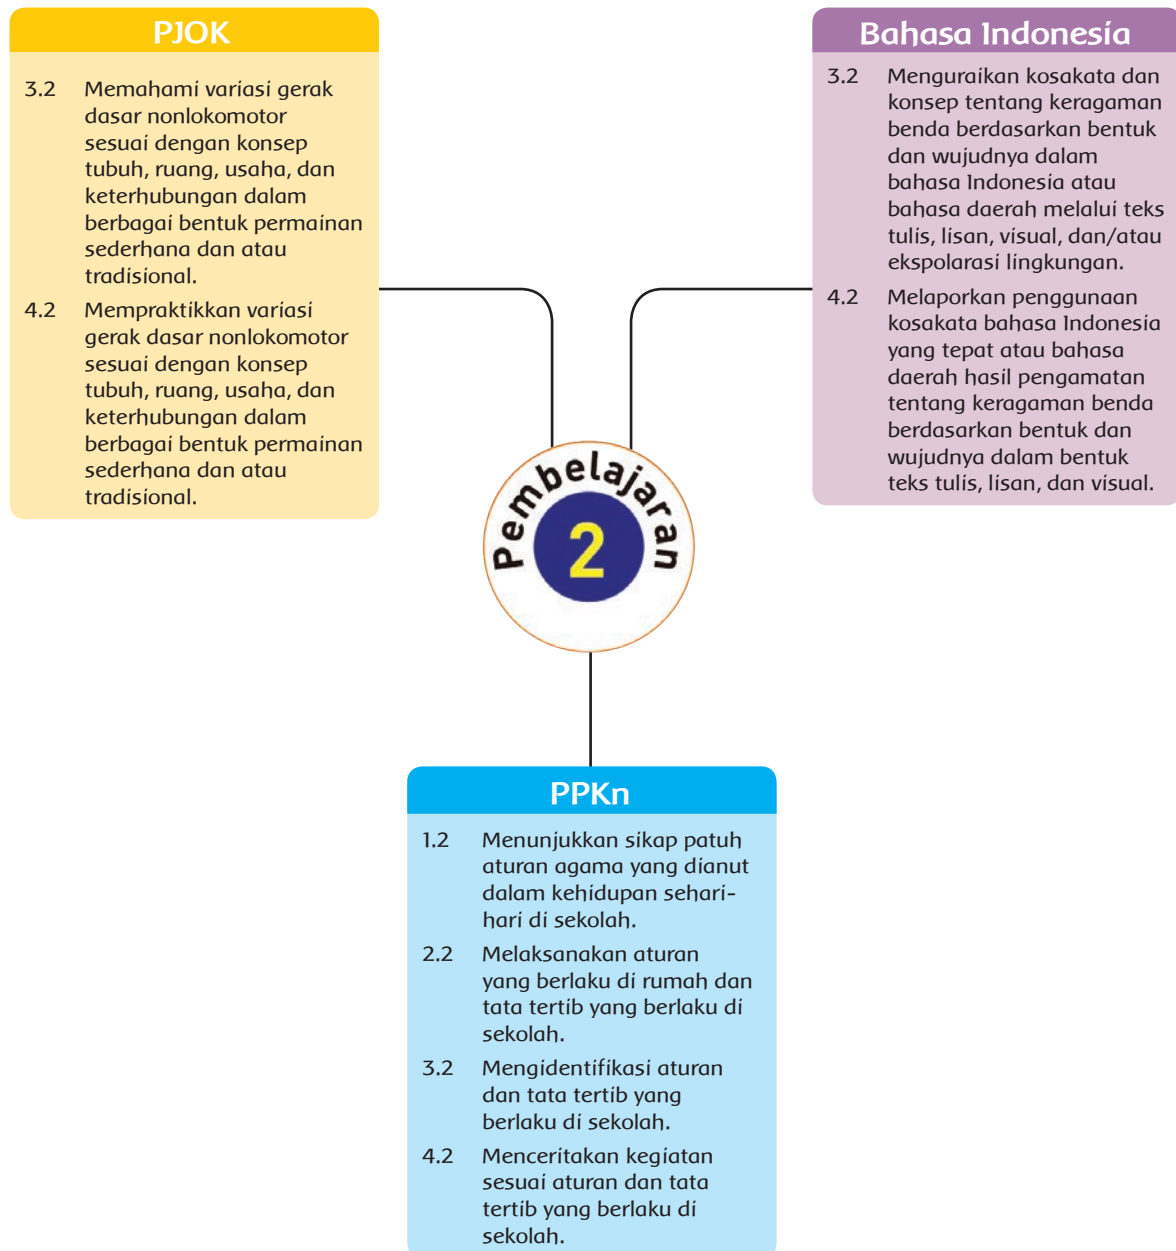 PJOK
3.2 Memahami variasi gerak
dasar nonlokomotor
sesuai dengan konsep
tubuh, ruang, usaha, dan
keterhubungan dalam
berbagai bentuk permainan
sederhana dan atau
tradisional.
4.2 Mempraktikkan variasi
gerak dasar nonlokomotor
sesuai dengan konsep
tubuh, ruang, usaha, dan
keterhubungan dalam
berbagai bentuk permainan
sederhana dan atau
tradisional.
Bahasa Indonesia
3.2 Menguraikan kosakata dan
konsep tentang keragaman
benda berdasarkan bentuk
dan wujudnya dalam
bahasa Indonesia atau
bahasa daerah melalui teks
tulis, lisan, visual, dan/atau
ekspolarasi lingkungan.
4.2 Melaporkan penggunaan
kosakata bahasa Indonesia
yang tepat atau bahasa
daerah hasil pengamatan
tentang keragaman benda
berdasarkan bentuk dan
wujudnya dalam bentuk
teks tulis, lisan, dan visual.
Pembelajaran
2
PPKn
1.2 Menunjukkan sikap patuh
aturan agama yang dianut
dalam kehidupan sehari-
hari di sekolah.
2.2 Melaksanakan aturan
yang berlaku di rumah dan
tata tertib yang berlaku di
sekolah.
3.2 Mengidentifikasi aturan
dan tata tertib yang
berlaku di sekolah.
4.2 Menceritakan kegiatan
sesuai aturan dan tata
tertib yang berlaku di
sekolah.